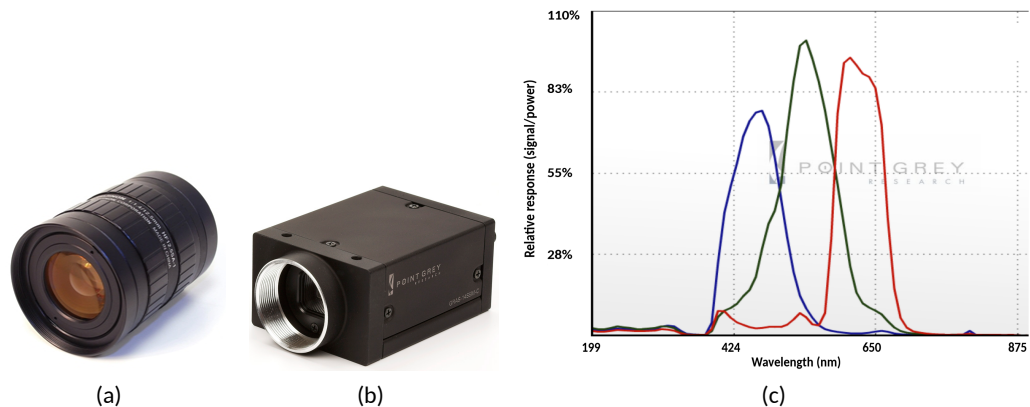 110%
83%
55%
28%
199
424
650
875
Relative response (signal/power)
Wavelength (nm)
POINT GREY
RESEARCH
POINT GREY
RESEARCH
(a)
(b)
(c)